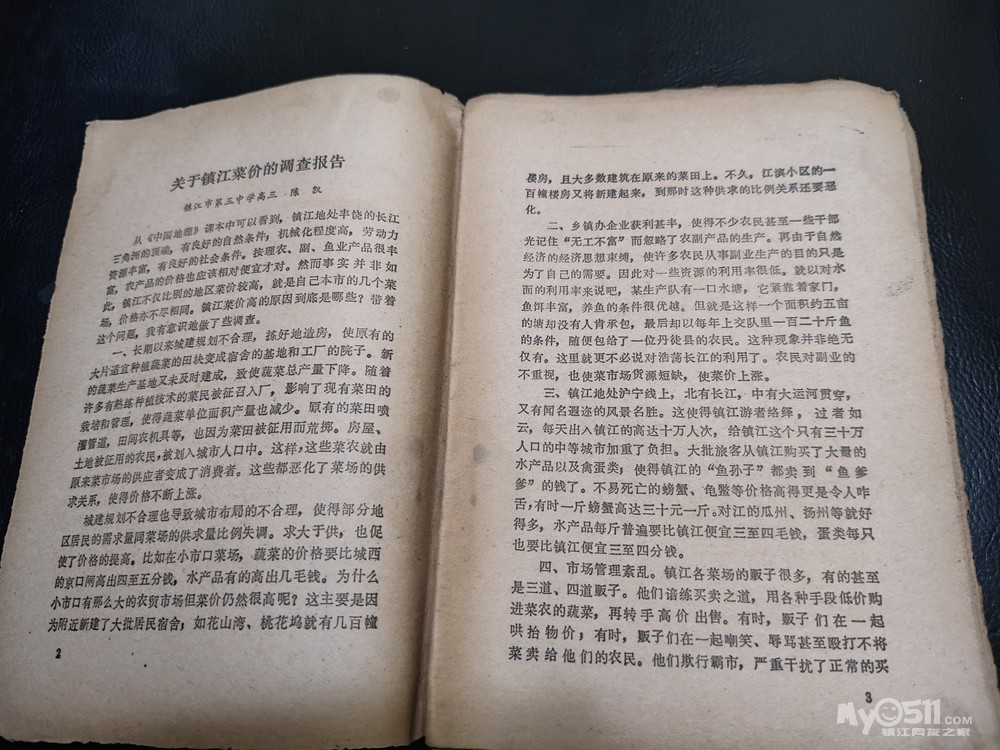 关于镇江菜价的调查报告
镇江市第三中学高三 陈 凯
从《中国地理》课本中可以看到，镇江地处丰饶的长江
三角洲的顶端，有良好的自然条件，机械化程度高，劳动力
资源丰富，有良好的社会条件。按理农、副、鱼业产品很丰
富，农产品的价格也应该相对便宜才对。然而事实并非如
此，镇江不仅比别的地区菜价较高，就是自己本市的几个菜
场，价格亦不尽相同。镇江菜价高的原因到底是哪些？带着
这个问题，我有意识地做了些调查。
一、长期以来城建规划不合理，拣好地造房，使原有的
大片适宜种植蔬菜的田块变成宿舍的基地和工厂的院子。新
的蔬菜生产基地又未及时建成，致使蔬菜总产量下降。随着
许多有熟练种植技术的菜民被征召入厂，影响了现有菜田的
栽培和管理，使得蔬菜单位面积产量也减少。原有的菜田喷
灌管道，田间农机具等，也因为菜田被征用而荒掷。房屋、
土地被征用的农民，被划入城市人口中。这样，这些菜农就由
原来菜市场的供应者变成了消费者。这些都恶化了菜场的供
求关系，使得价格不断上涨。
城建规划不合理也导致城市布局的不合理，使得部分地
区居民的需求量同菜场的供求量比例失调。求大于供，也促
使了价格的提高。比如在小市口菜场，蔬菜的价格要比城西
的京口闸高出四至五分钱，水产品有的高出几毛钱。为什么
小市口有那么大的农贸市场但菜价仍然很高呢？这主要是因
为附近新建了大批居民宿舍；如花山湾、桃花坞就有几百幢
2
楼房，且大多数建筑在原来的菜田上。不久，江滨小区的一
百幢楼房又将新建起来，到那时这种供求的比例关系还要恶
化。
二、乡镇办企业获利甚丰，使得不少农民甚至一些干部
光记住“无工不富”而忽略了农副产品的生产。再由于自然
经济的经济思想束缚，使许多农民从事副业生产的目的只是
为了自己的需要。因此对一些资源的利用率很低。就以对水
面的利用率来说吧，某生产队有一口水塘，它紧靠着家门，
鱼饵丰富，养鱼的条件很优越。但就是这样一个面积约五亩
的塘却没有人肯承包，最后却以每年上交队里一百二十斤鱼
的条件，随便包给了一位丹徒县的农民。这种现象并非绝无
仅有。这里就更不必说对浩荡长江的利用了。农民对副业的
不重视，也使菜市场货源短缺，使菜价上涨。
三、镇江地处沪宁线上，北有长江，中有大运河贯穿，
又有闻名遐迩的风景名胜。这使得镇江游者络绎，过者如
云，每天出入镇江的高达十万人次，给镇江这个只有三十万
人口的中等城市加重了负担。大批旅客从镇江购买了大量的
水产品以及禽蛋类，使得镇江的“鱼孙子”都卖到“鱼爹
爹”的钱了。不易死亡的螃蟹、龟鳖等价格高得更是令人咋
舌，有时一斤螃蟹高达三十元一斤。对江的瓜州、扬州等就好
得多，水产品每斤普遍要比镇江便宜三至四毛钱，蛋类每只
也要比镇江便宜三至四分钱。
四、市场管理紊乱。镇江各菜场的贩子很多，有的甚至
是三道、四道贩子。他们谙练买卖之道，用各种手段低价购
进菜农的蔬菜，再转手高价出售。有时，贩子们在一起
哄抬物价；有时，贩子们在一起嘲笑、辱骂甚至殴打不将
菜卖给他们的农民。他们欺行霸市，严重干扰了正常的买
3
My0511.com
镇江网友之家